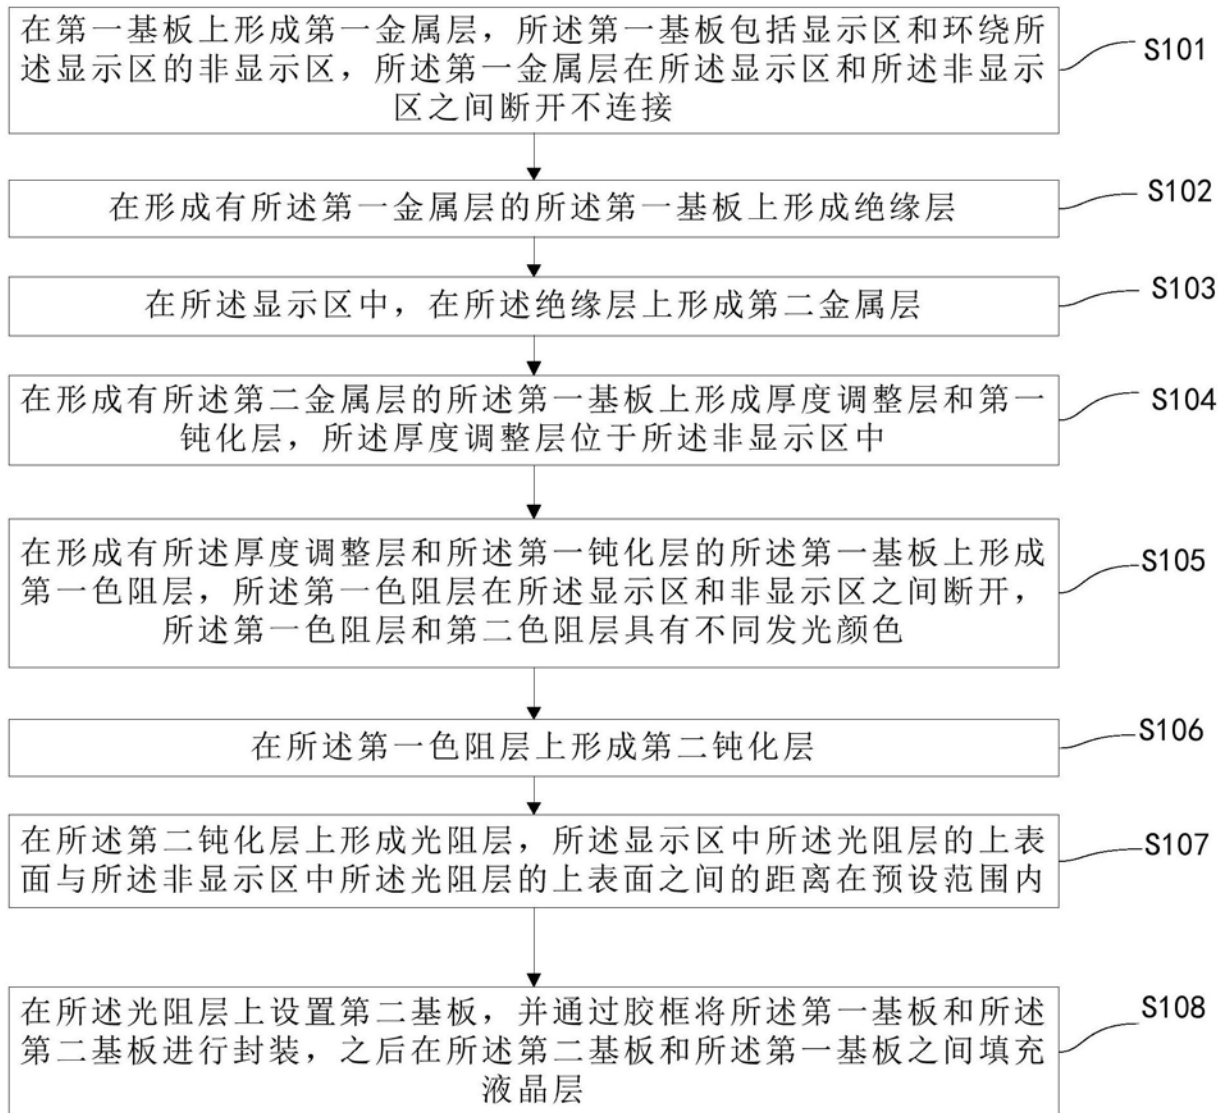 在第一基板上形成第一金属层，所述第一基板包括显示区和环绕所
述显示区的非显示区，所述第一金属层在所述显示区和所述非显示
区之间断开不连接
S101
在形成有所述第一金属层的所述第一基板上形成绝缘层
S102
在所述显示区中，在所述绝缘层上形成第二金属层
S103
在形成有所述第二金属层的所述第一基板上形成厚度调整层和第一
钝化层，所述厚度调整层位于所述非显示区中
S104
在形成有所述厚度调整层和所述第一钝化层的所述第一基板上形成
第一色阻层，所述第一色阻层在所述显示区和非显示区之间断开，
所述第一色阻层和第二色阻层具有不同发光颜色
S105
在所述第一色阻层上形成第二钝化层
S106
在所述第二钝化层上形成光阻层，所述显示区中所述光阻层的上表
面与所述非显示区中所述光阻层的上表面之间的距离在预设范围内
S107
在所述光阻层上设置第二基板，并通过胶框将所述第一基板和所述
第二基板进行封装，之后在所述第二基板和所述第一基板之间填充
液晶层
S108